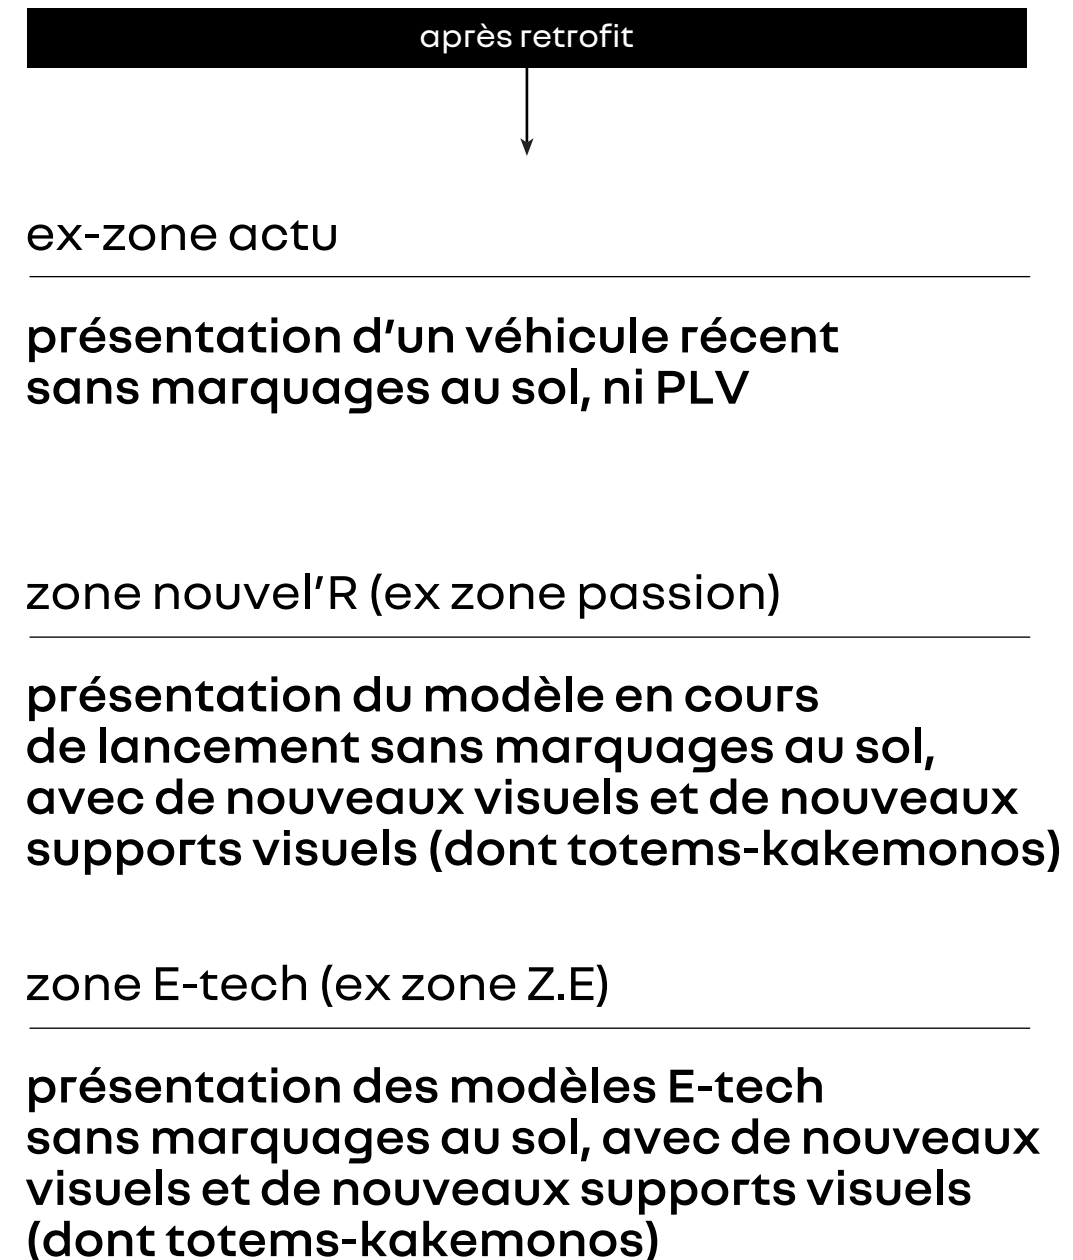 après retrofit
ex-zone actu
présentation d’un véhicule récent
sans marquages au sol, ni PLV
zone nouvel’R (ex zone passion)
présentation du modèle en cours
de lancement sans marquages au sol,
avec de nouveaux visuels et de nouveaux
supports visuels (dont totems-kakemonos)
zone E-tech (ex zone Z.E)
présentation des modèles E-tech
sans marquages au sol, avec de nouveaux
visuels et de nouveaux supports visuels
(dont totems-kakemonos)